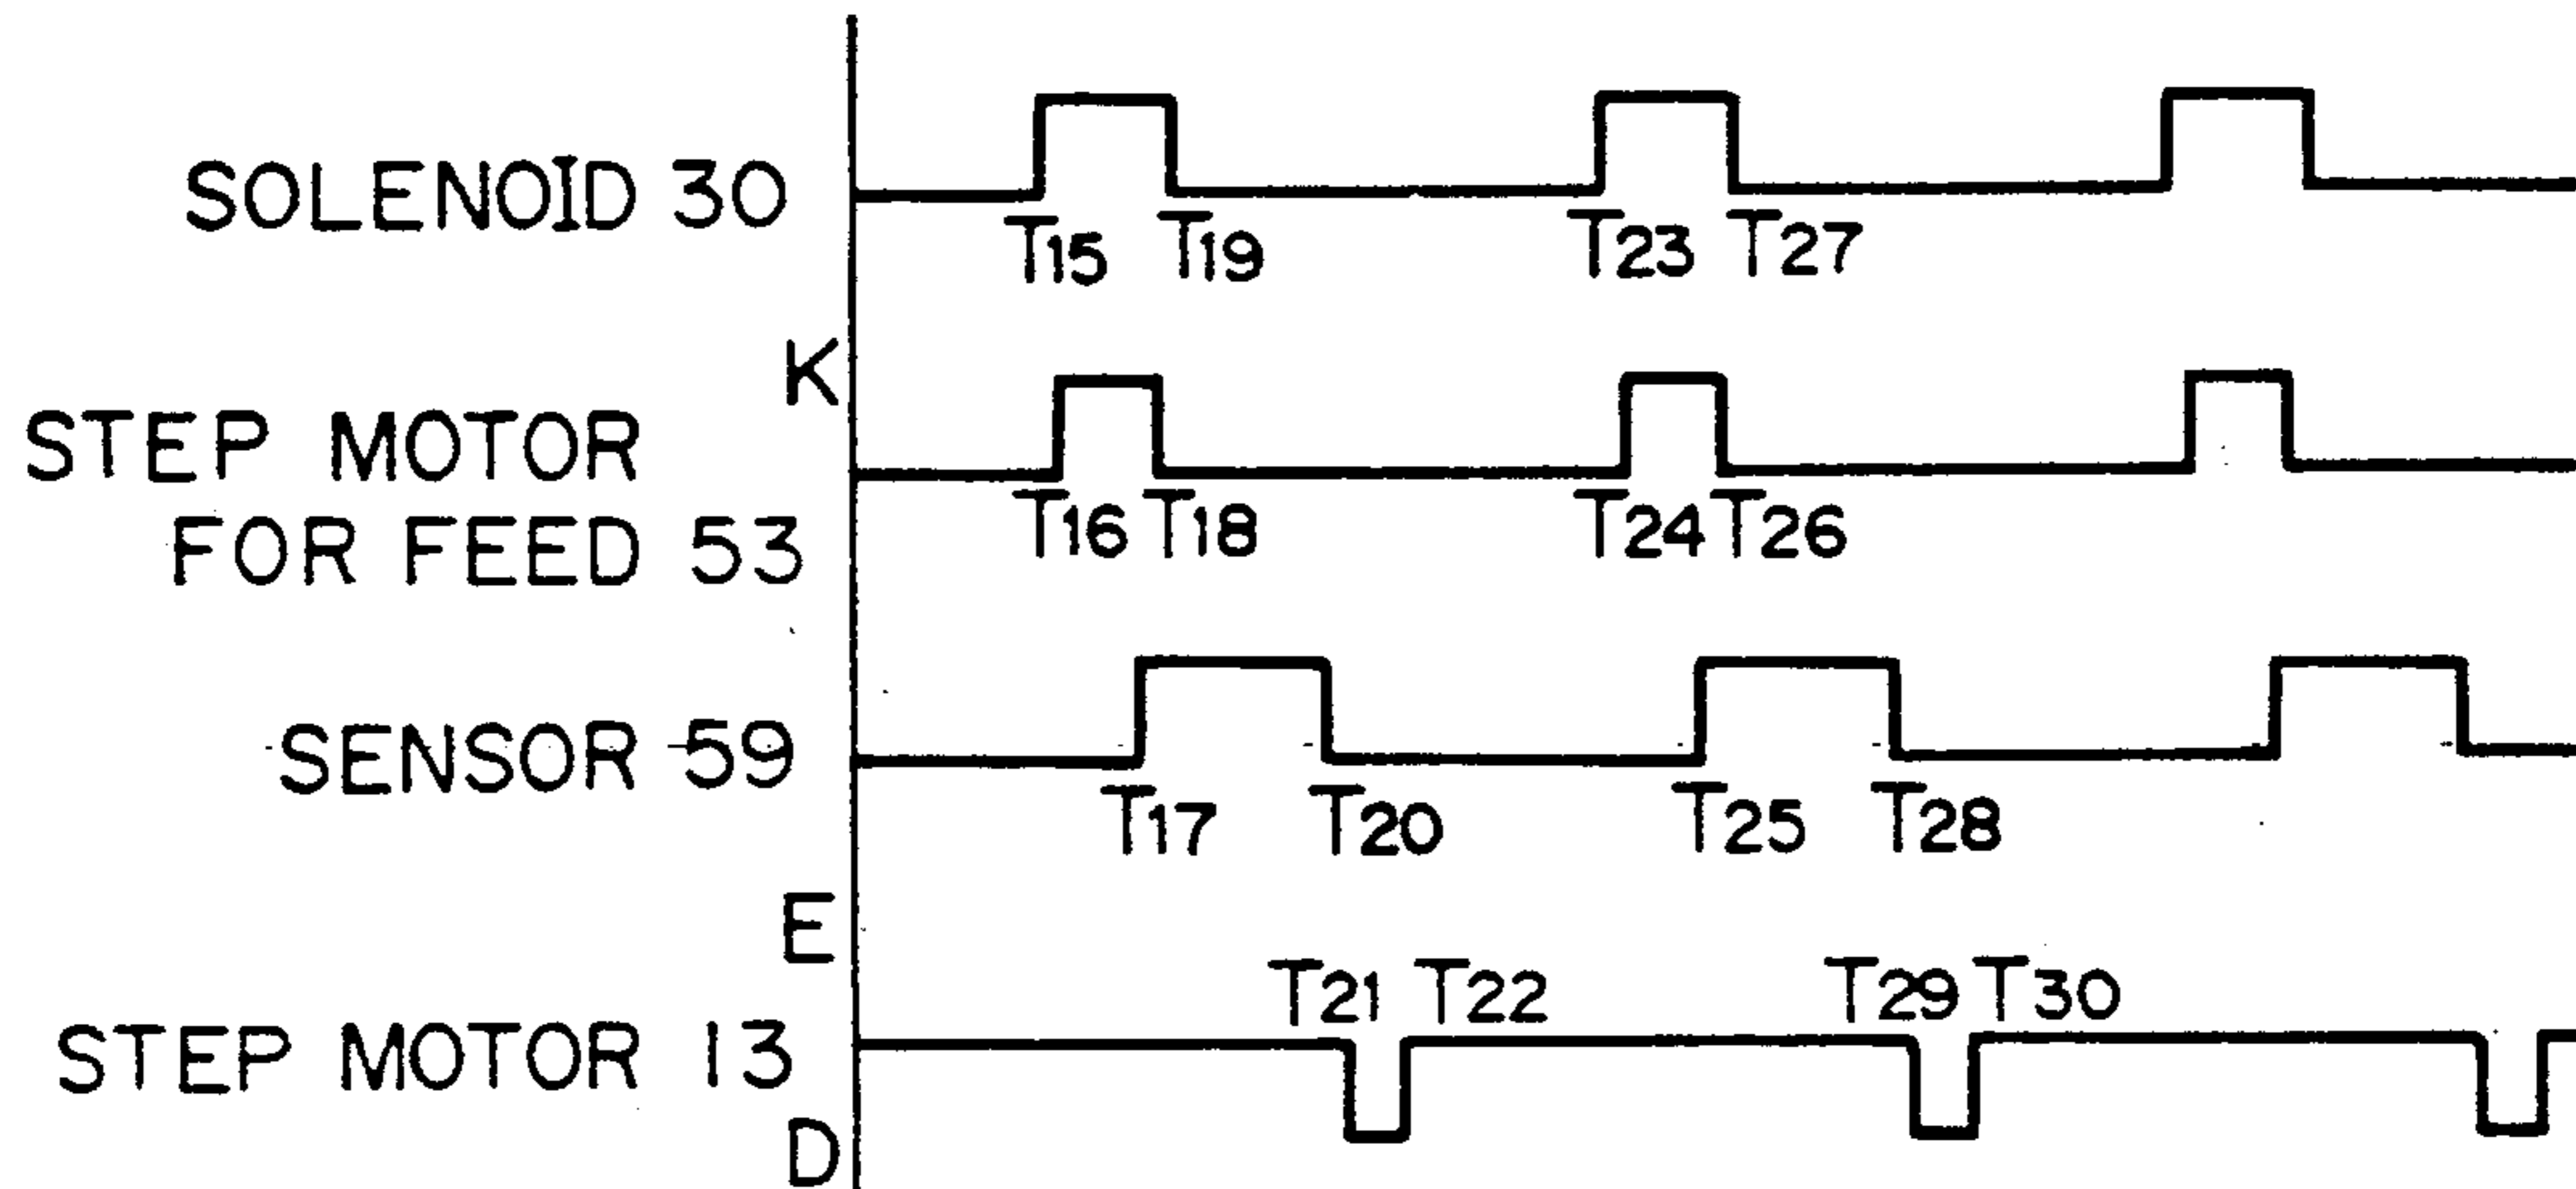 SOLENOID 30
T15 T19 T23 T27
K
STEP MOTOR
FOR FEED 53
T16 T18 T24 T26
SENSOR 59
T17 T20 T25 T28
E
T21 T22 T29 T30
STEP MOTOR 13
D